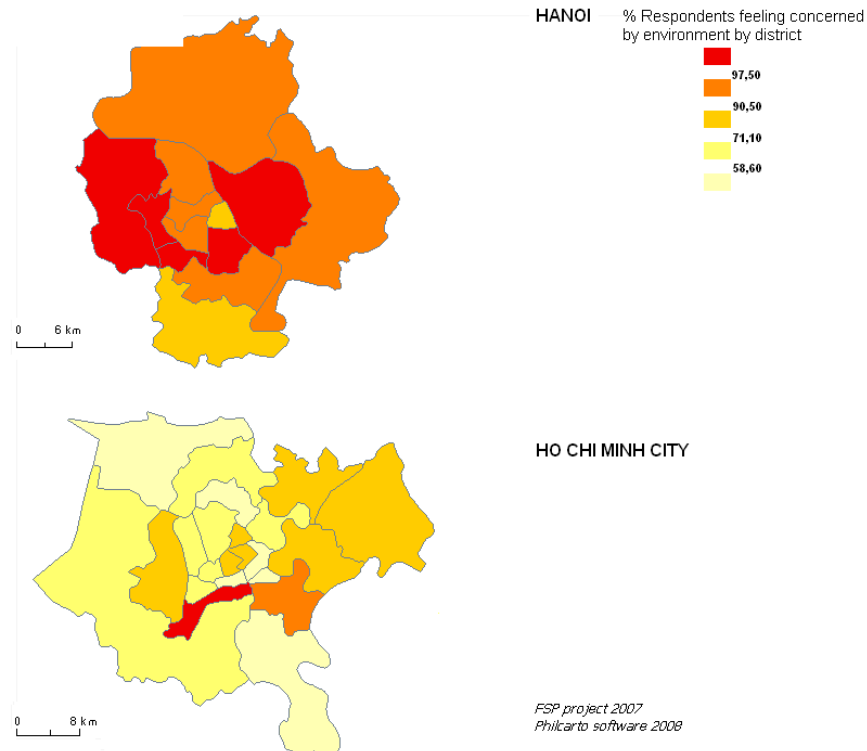 HANOI
% Respondents feeling concerned
by environment by district
97,50
90,50
71,10
58,60
0 6 km
HO CHI MINH CITY
0 8 km
FSP project 2007
Philcarto software 2008